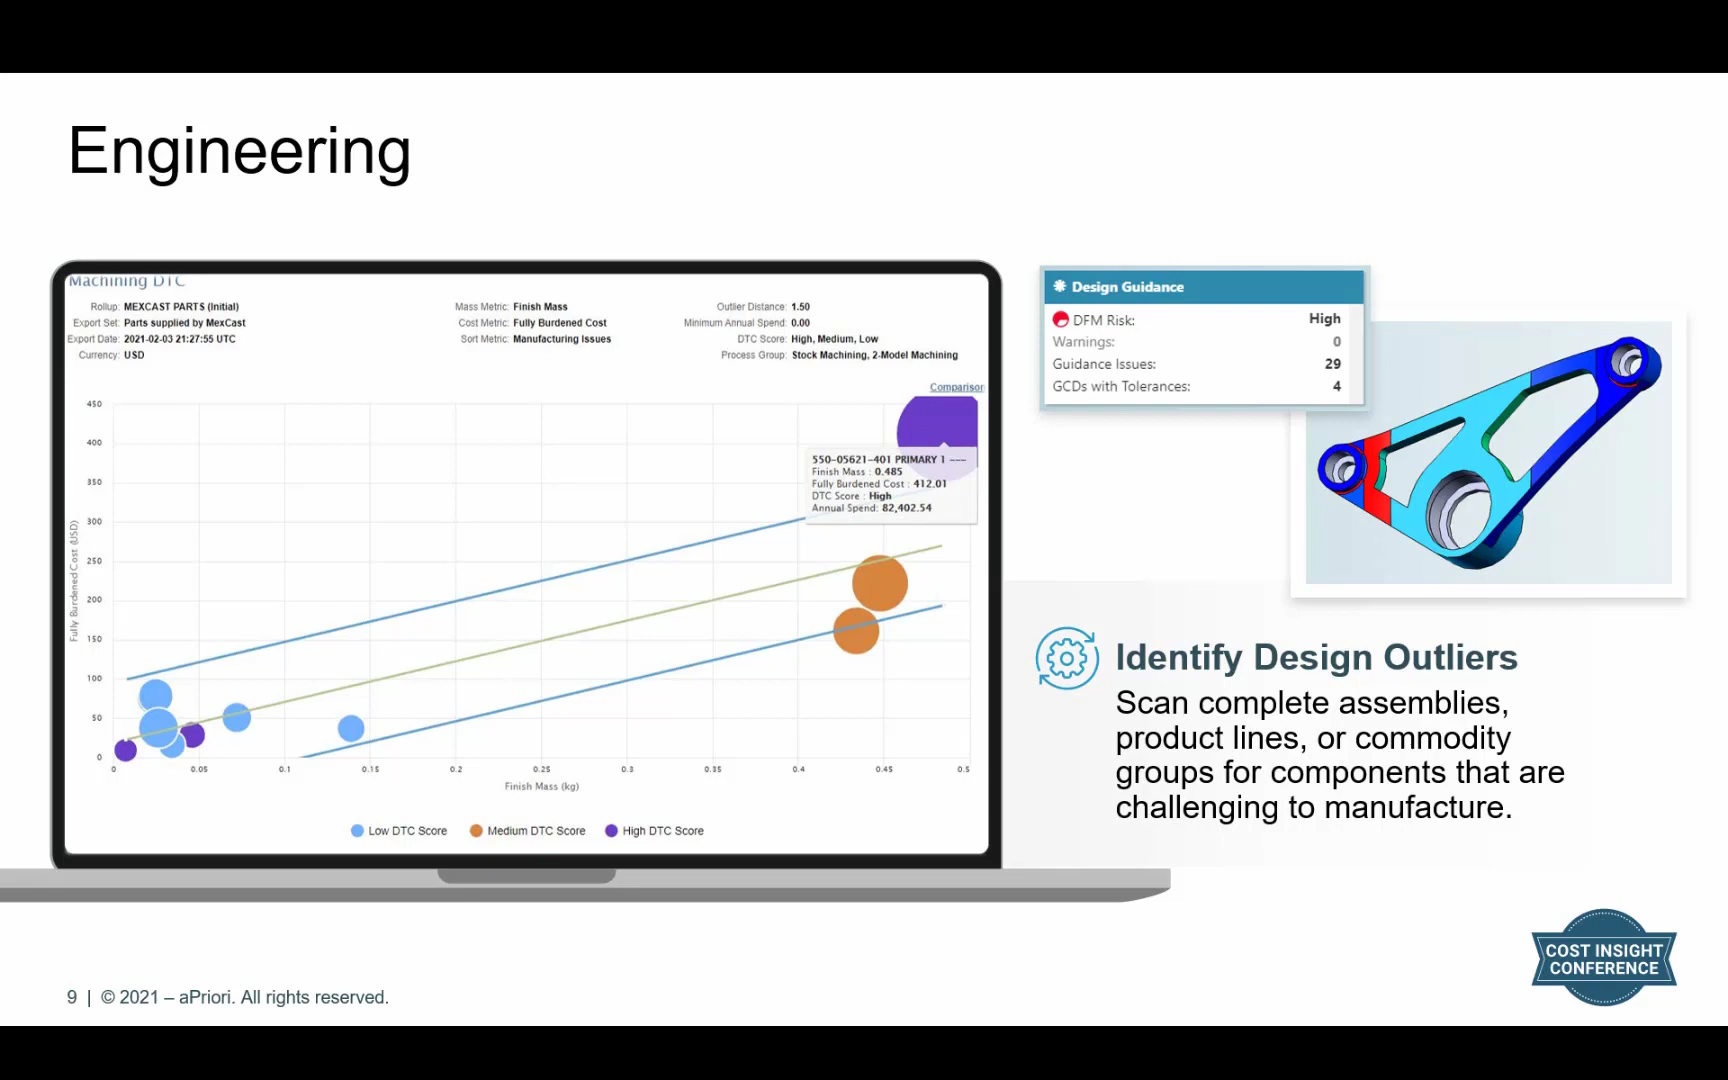 Engineering
Machining DTC
Rollup: MEXCAST PARTS (Initial)
Export Set: Parts supplied by MexCast
Export Date: 2021-02-03 21:27:55 UTC
Currency: USD
Mass Metric: Finish Mass
Cost Metric: Fully Burdened Cost
Sort Metric: Manufacturing Issues
Outlier Distance: 1.50
Minimum Annual Spend: 0.00
DTC Score: High, Medium, Low
Process Group: Stock Machining, 2-Model Machining
Comparison
450
400
350
300
250
200
150
100
50
0
Fully Burdened Cost (USD)
550-05621-401 PRIMARY 1 ---
Finish Mass : 0.485
Fully Burdened Cost : 412.01
DTC Score : High
Annual Spend: 82,402.54
0 0.05 0.1 0.15 0.2 0.25 0.3 0.35 0.4 0.45 0.5
Finish Mass (kg)
Low DTC Score Medium DTC Score High DTC Score
Design Guidance
DFM Risk: High
Warnings: 0
Guidance Issues: 29
GCDs with Tolerances: 4
Identify Design Outliers
Scan complete assemblies,
product lines, or commodity
groups for components that are
challenging to manufacture.
COST INSIGHT
CONFERENCE
9 | © 2021 – aPriori. All rights reserved.